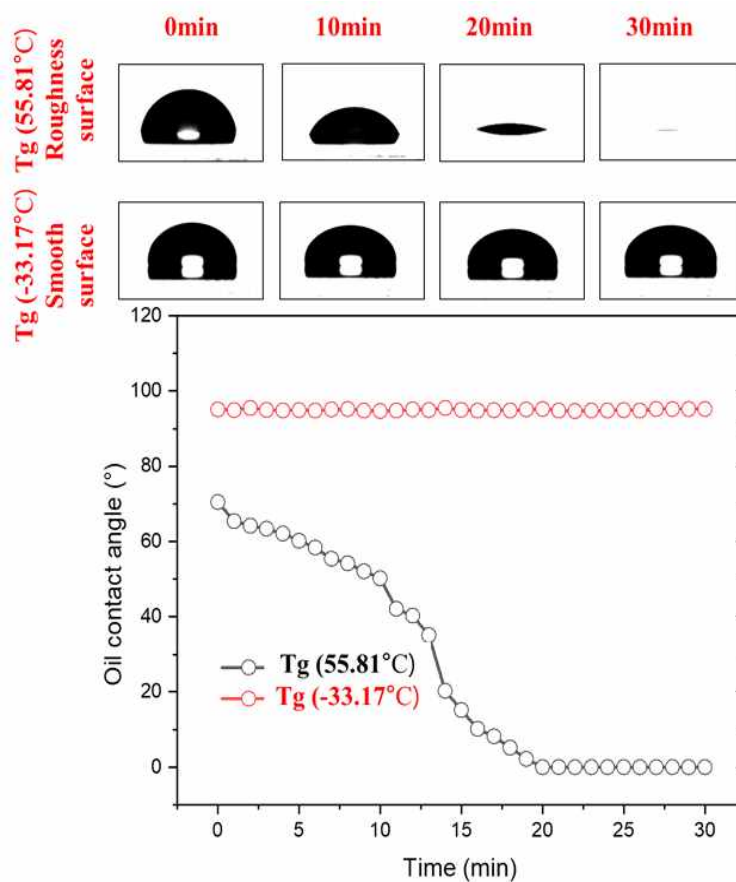 0min 10min 20min 30min
Tg (55.81°C)
Roughness
surface
Tg (-33.17°C)
Smooth
surface
120
100
80
60
40
20
0
Oil contact angle (°)
Tg (55.81°C)
Tg (-33.17°C)
0 5 10 15 20 25 30
Time (min)